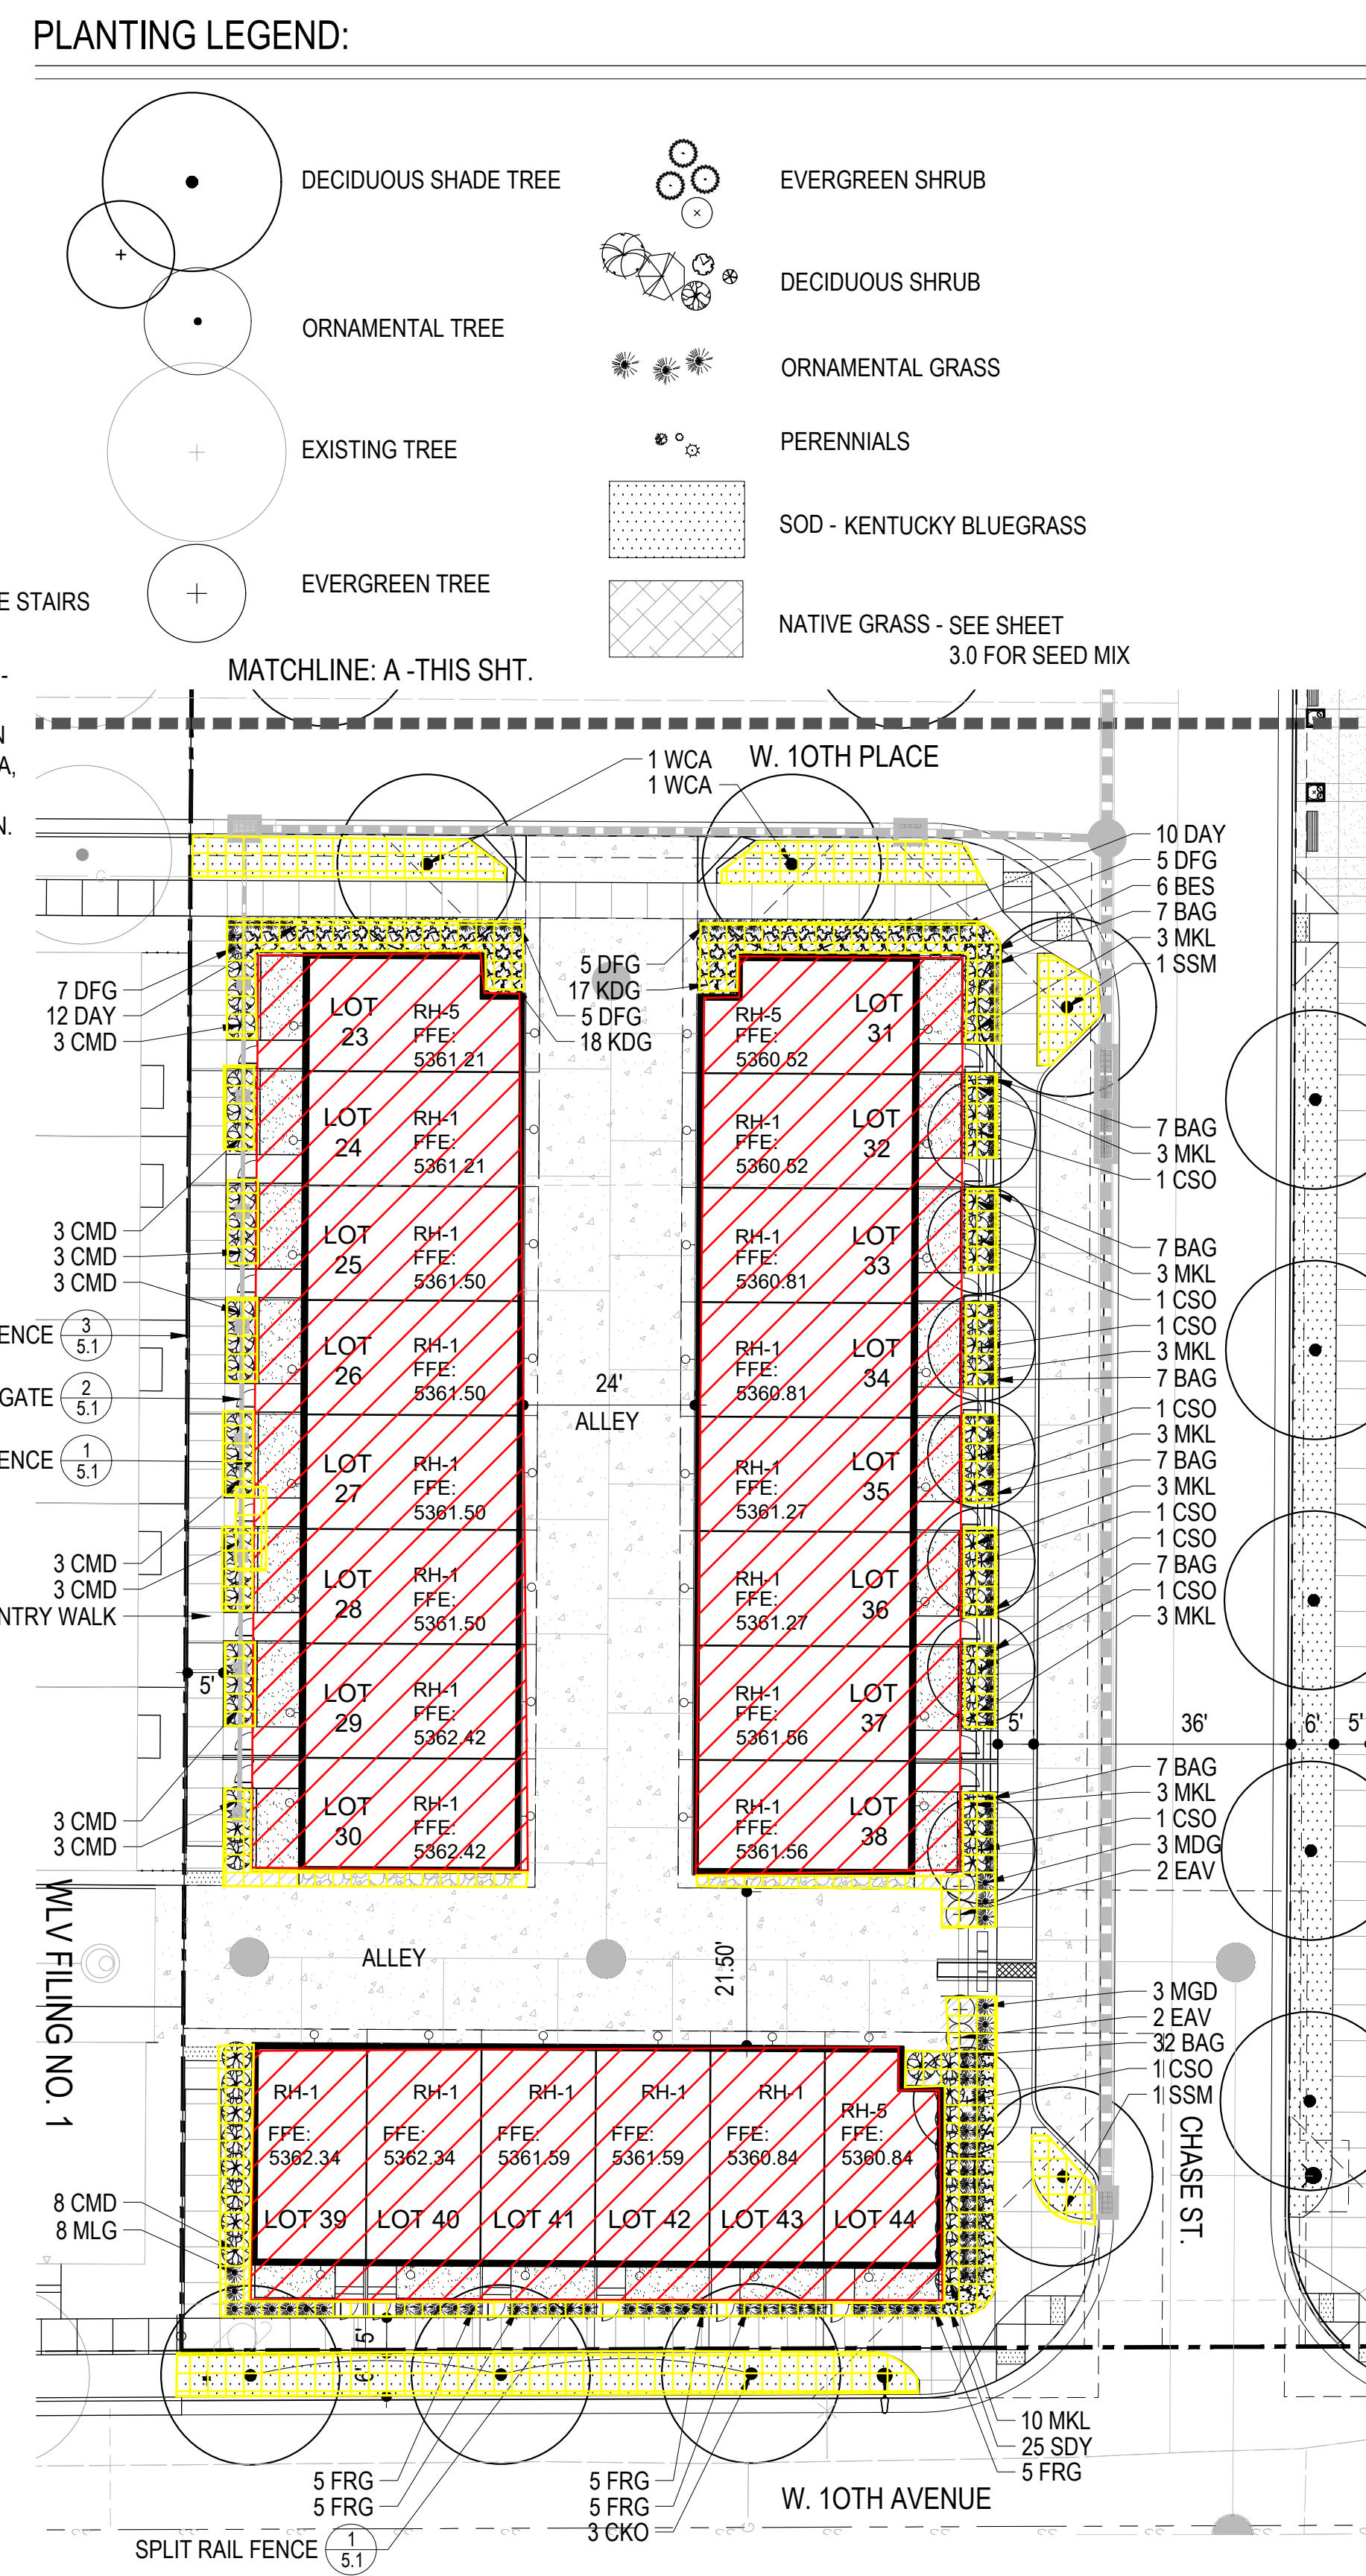 PLANTING LEGEND:
DECIDUOUS SHADE TREE
ORNAMENTAL TREE
EXISTING TREE
EVERGREEN TREE
EVERGREEN SHRUB
DECIDUOUS SHRUB
ORNAMENTAL GRASS
PERENNIALS
SOD - KENTUCKY BLUEGRASS
NATIVE GRASS - SEE SHEET
3.0 FOR SEED MIX
E STAIRS
-
N
A,
N.
MATCHLINE: A -THIS SHT.
W. 10TH PLACE
1 WCA
1 WCA
10 DAY
5 DFG
6 BES
7 BAG
3 MKL
1 SSM
7 DFG
12 DAY
3 CMD
5 DFG
17 KDG
5 DFG
18 KDG
LOT
23
RH-5
FFE:
5361.21
LOT
24
RH-1
FFE:
5361.21
LOT
25
RH-1
FFE:
5361.50
LOT
26
RH-1
FFE:
5361.50
LOT
27
RH-1
FFE:
5361.50
LOT
28
RH-1
FFE:
5361.50
LOT
29
RH-1
FFE:
5362.42
LOT
30
RH-1
FFE:
5362.42
RH-5
FFE:
5360.52
LOT
31
RH-1
FFE:
5360.52
LOT
32
RH-1
FFE:
5360.81
LOT
33
RH-1
FFE:
5360.81
LOT
34
RH-1
FFE:
5361.27
LOT
35
RH-1
FFE:
5361.27
LOT
36
RH-1
FFE:
5361.56
LOT
37
RH-1
FFE:
5361.56
LOT
38
3 CMD
3 CMD
3 CMD
ENCE 3
5.1
GATE 2
5.1
ENCE 1
5.1
3 CMD
3 CMD
NTRY WALK
5'
3 CMD
3 CMD
24'
ALLEY
7 BAG
3 MKL
1 CSO
7 BAG
3 MKL
1 CSO
1 CSO
3 MKL
7 BAG
1 CSO
3 MKL
7 BAG
3 MKL
1 CSO
1 CSO
7 BAG
1 CSO
3 MKL
5'
36'
6'
5'
7 BAG
3 MKL
1 CSO
3 MDG
2 EAV
WLV FILING NO. 1
ALLEY
21.50'
3 MGD
2 EAV
32 BAG
1 CSO
1 SSM
CHASE ST.
RH-1
FFE:
5362.34
LOT 39
RH-1
FFE:
5362.34
LOT 40
RH-1
FFE:
5361.59
LOT 41
RH-1
FFE:
5361.59
LOT 42
RH-1
FFE:
5360.84
LOT 43
RH-5
FFE:
5360.84
LOT 44
8 CMD
8 MLG
5'
6'
10 MKL
25 SDY
5 FRG
5 FRG
5 FRG
5 FRG
5 FRG
3 CKO
W. 10TH AVENUE
SPLIT RAIL FENCE 1
5.1